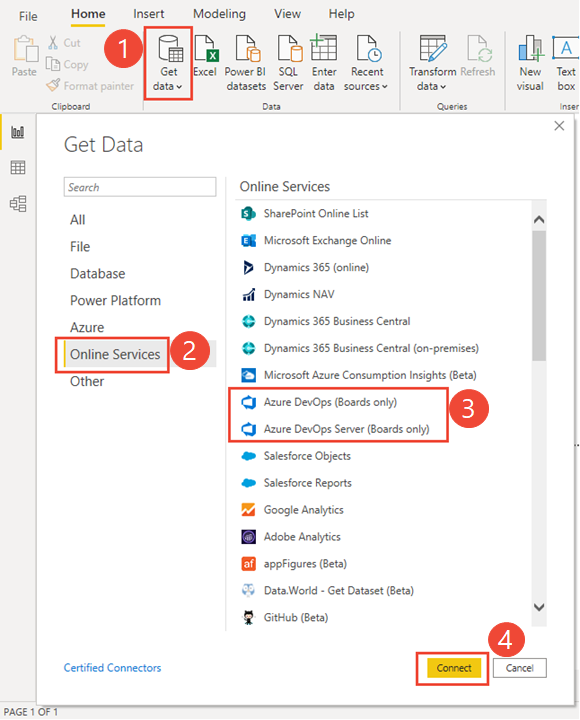 File
Home
Insert
Modeling
View
Help
1
Paste
Cut
Copy
Format painter
Clipboard
Get
data
Excel
Power BI
datasets
SQL
Server
Enter
data
Recent
sources
Data
Transform
data
Refresh
Queries
New
visual
Text
box
Inser
Get Data
Search
All
File
Database
Power Platform
Azure
Online Services
2
Other
Online Services
SharePoint Online List
Microsoft Exchange Online
Dynamics 365 (online)
Dynamics NAV
Dynamics 365 Business Central
Dynamics 365 Business Central (on-premises)
Microsoft Azure Consumption Insights (Beta)
Azure DevOps (Boards only)
3
Azure DevOps Server (Boards only)
Salesforce Objects
Salesforce Reports
Google Analytics
Adobe Analytics
appFigures (Beta)
Data.World - Get Dataset (Beta)
GitHub (Beta)
4
Certified Connectors
Connect
Cancel
PAGE 1 OF 1